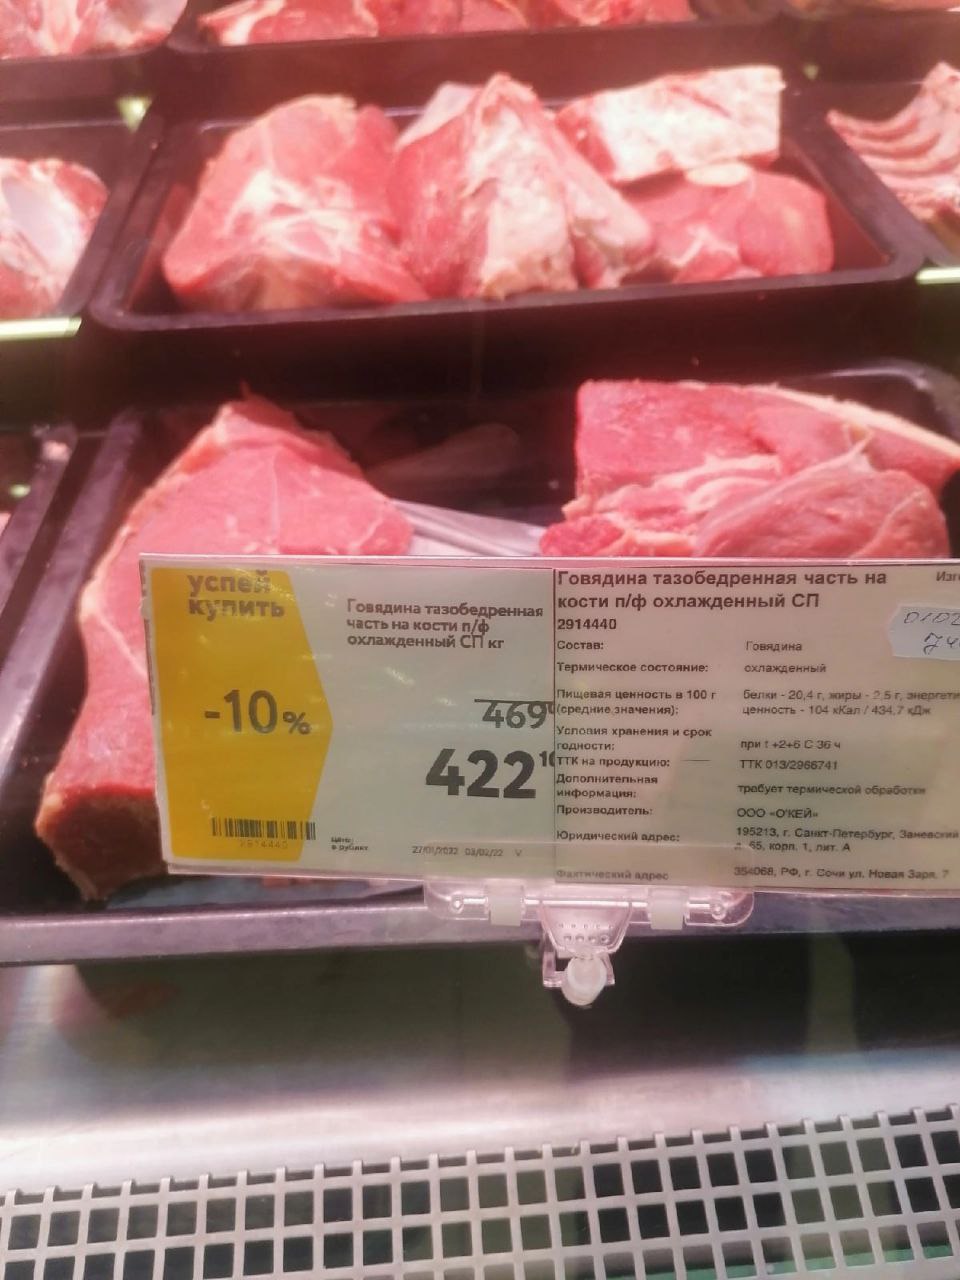 успей
купить
-10%
Говядина тазобедренная
часть на кости п/ф
охлажденный СП кг
469
422
2914440
Цена
в рублях
27/01/2022 03/02/22 V
Говядина тазобедренная часть на
кости п/ф охлажденный СП
2914440
Состав: Говядина
Термическое состояние: охлажденный
Пищевая ценность в 100 г белки - 20,4 г, жиры - 2,5 г, энергети
(средние значения): ценность - 104 кКал / 434,7 кДж
Условия хранения и срок
годности: при t +2+6 С 36 ч
ТТК на продукцию: ТТК 013/2966741
Дополнительная
информация: требует термической обработки
Производитель: ООО «О'КЕЙ»
Юридический адрес: 195213, г. Санкт-Петербург, Заневский
д. 65, корп. 1, лит. А
Фактический адрес 354068, РФ, г. Сочи ул. Новая Заря, 7
Изг